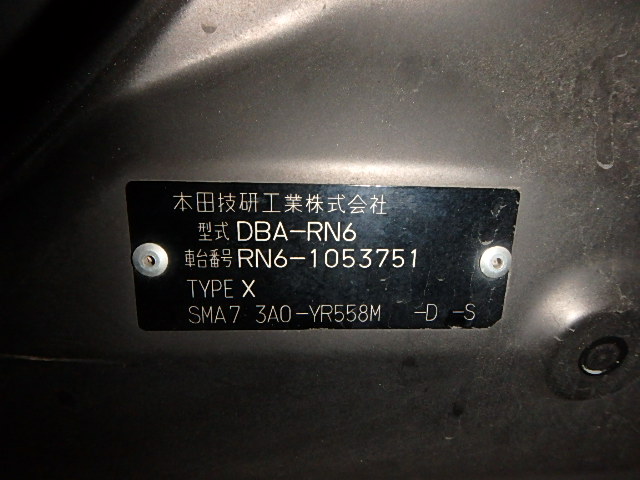 本田技研工業株式会社
型式 DBA-RN6
車台番号 RN6-1053751
TYPE X
SMA7 3A0-YR558M -D -S